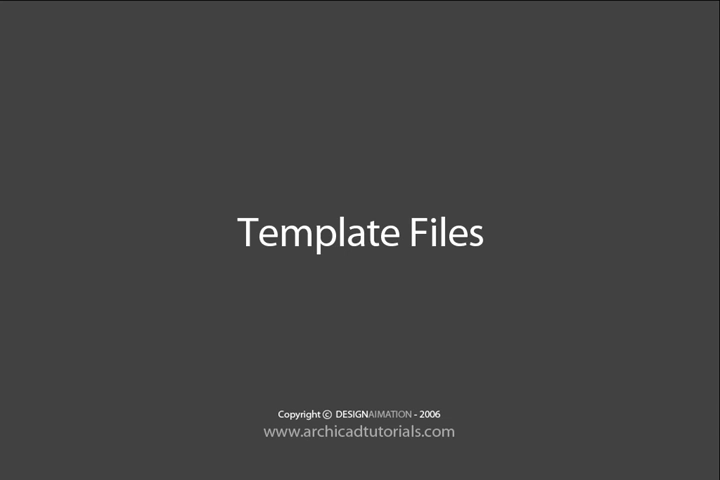 Template Files
Copyright © DESIGNAIMATION - 2006
www.archicadtutorials.com